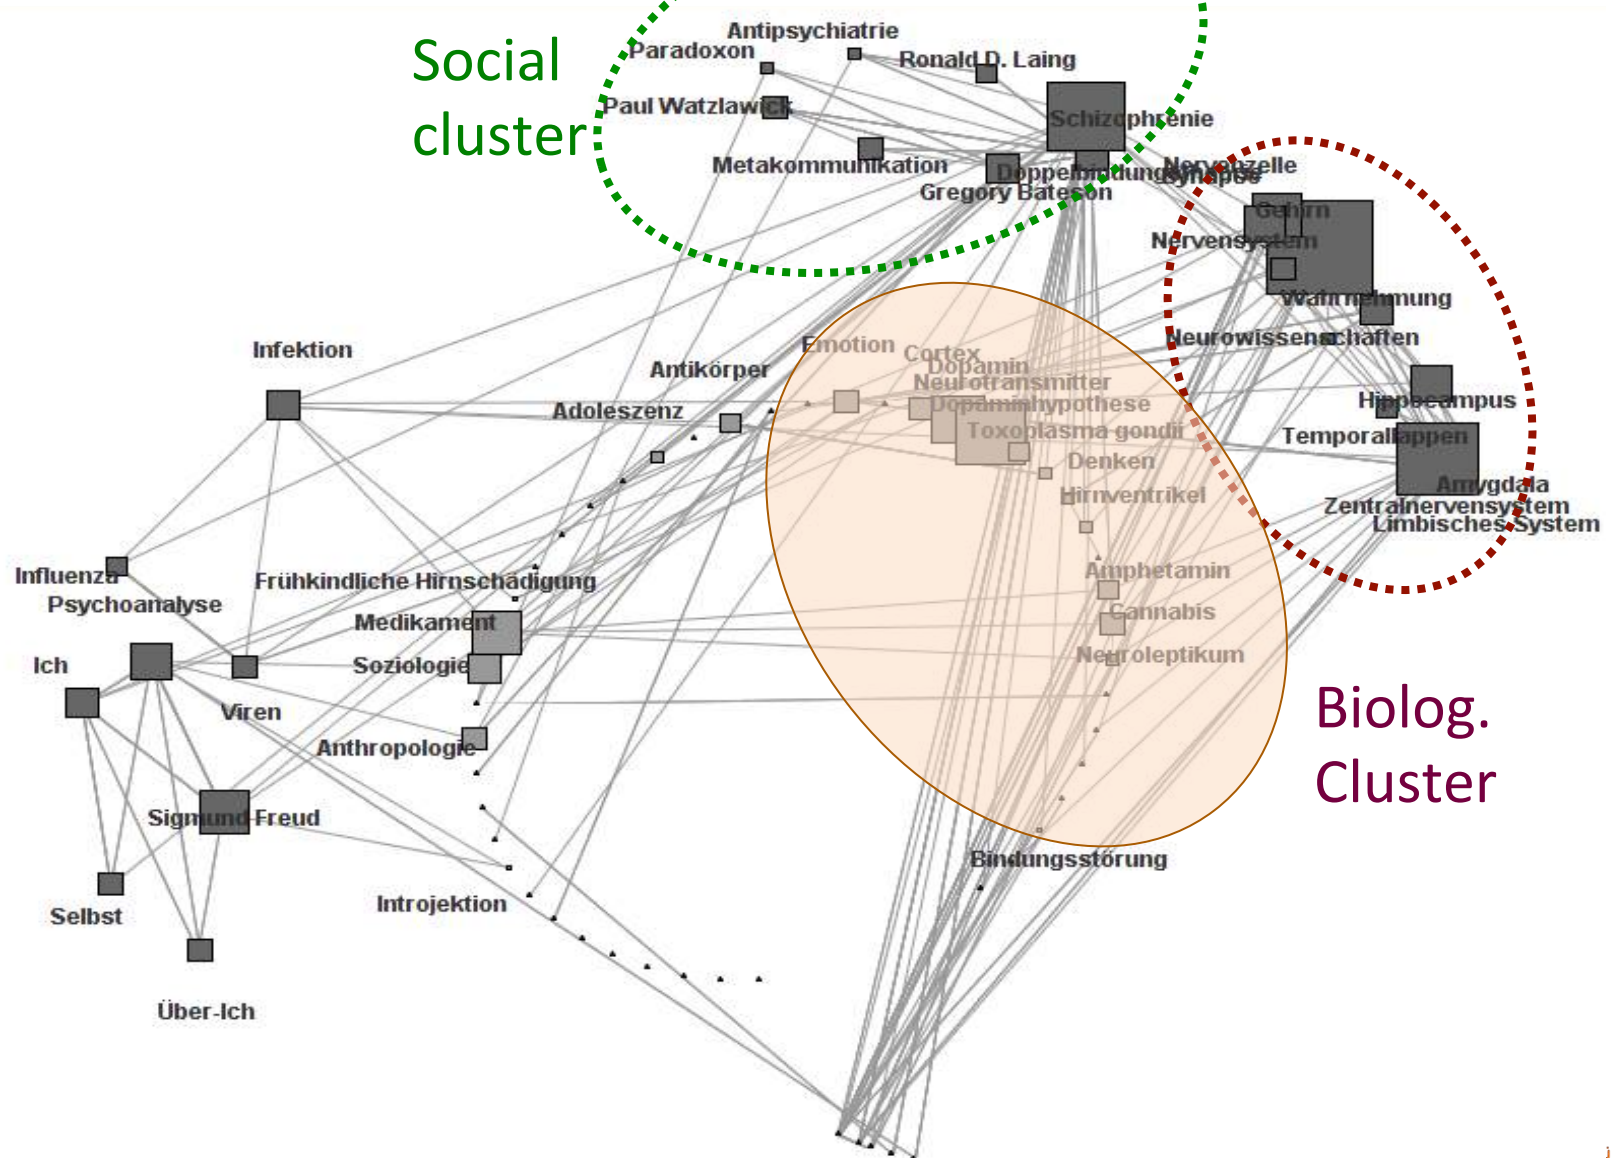 Social
cluster
Antipsychiatrie
Paradoxon
Ronald D. Laing
Paul Watzlawick
Schizophrenie
Metakommunikation
Doppelbindungstheorie
Nervenzelle
Synapse
Gregory Bateson
Gehirn
Nervensystem
Wahrnehmung
Neurowissenschaften
Infektion
Emotion
Cortex
Antikörper
Dopamin
Neurotransmitter
Adoleszenz
Dopaminhypothese
Hippocampus
Toxoplasma gondii
Temporallappen
Denken
Amygdala
Hirnventrikel
Zentralnervensystem
Limbisches System
Influenza
Frühkindliche Hirnschädigung
Amphetamin
Psychoanalyse
Medikament
Cannabis
Ich
Soziologie
Neuroleptikum
Viren
Biolog.
Cluster
Anthropologie
Sigmund Freud
Bindungsstörung
Selbst
Introjektion
Über-Ich